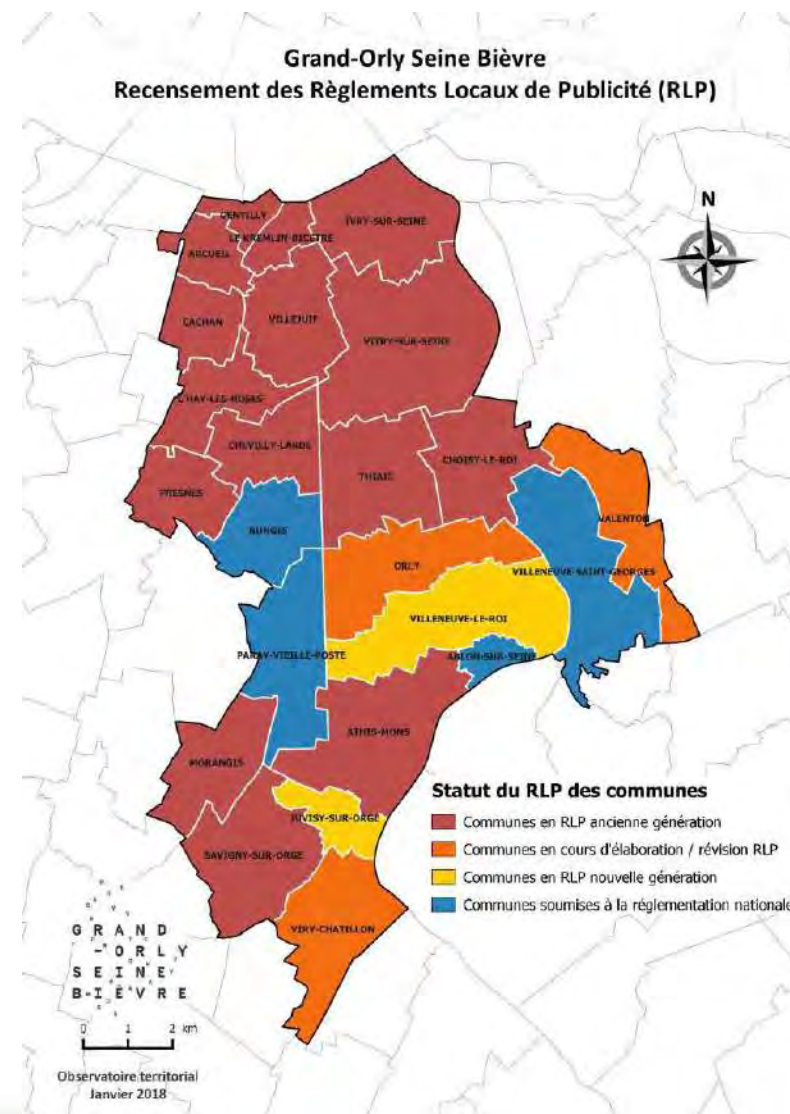 Grand-Orly Seine Bièvre
Recensement des Règlements Locaux de Publicité (RLP)
N
GENTILLY
IVRY-SUR-SEINE
LE KREMLIN-BICETRE
ARCUEIL
CACHAN
VILLEJUIF
VITRY-SUR-SEINE
L'HAY-LES-ROSES
CHEVILLY-LARUE
CHOISY-LE-ROI
THIAIS
FRESNES
VALENTON
RUNGIS
ORLY
VILLENEUVE-SAINT-GEORGES
VILLENEUVE-LE-ROI
PARAY-VIEILLE-POSTE
ABLON-SUR-SEINE
ATHIS-MONS
MORANGIS
JUVISY-SUR-ORGE
SAVIGNY-SUR-ORGE
VIRY-CHATILLON
Statut du RLP des communes
Communes en RLP ancienne génération
Communes en cours d'élaboration / révision RLP
Communes en RLP nouvelle génération
Communes soumises à la réglementation nationale
GRAND
-ORLY
SEINE
BIÈVRE
0 1 2 km
Observatoire territorial
Janvier 2018